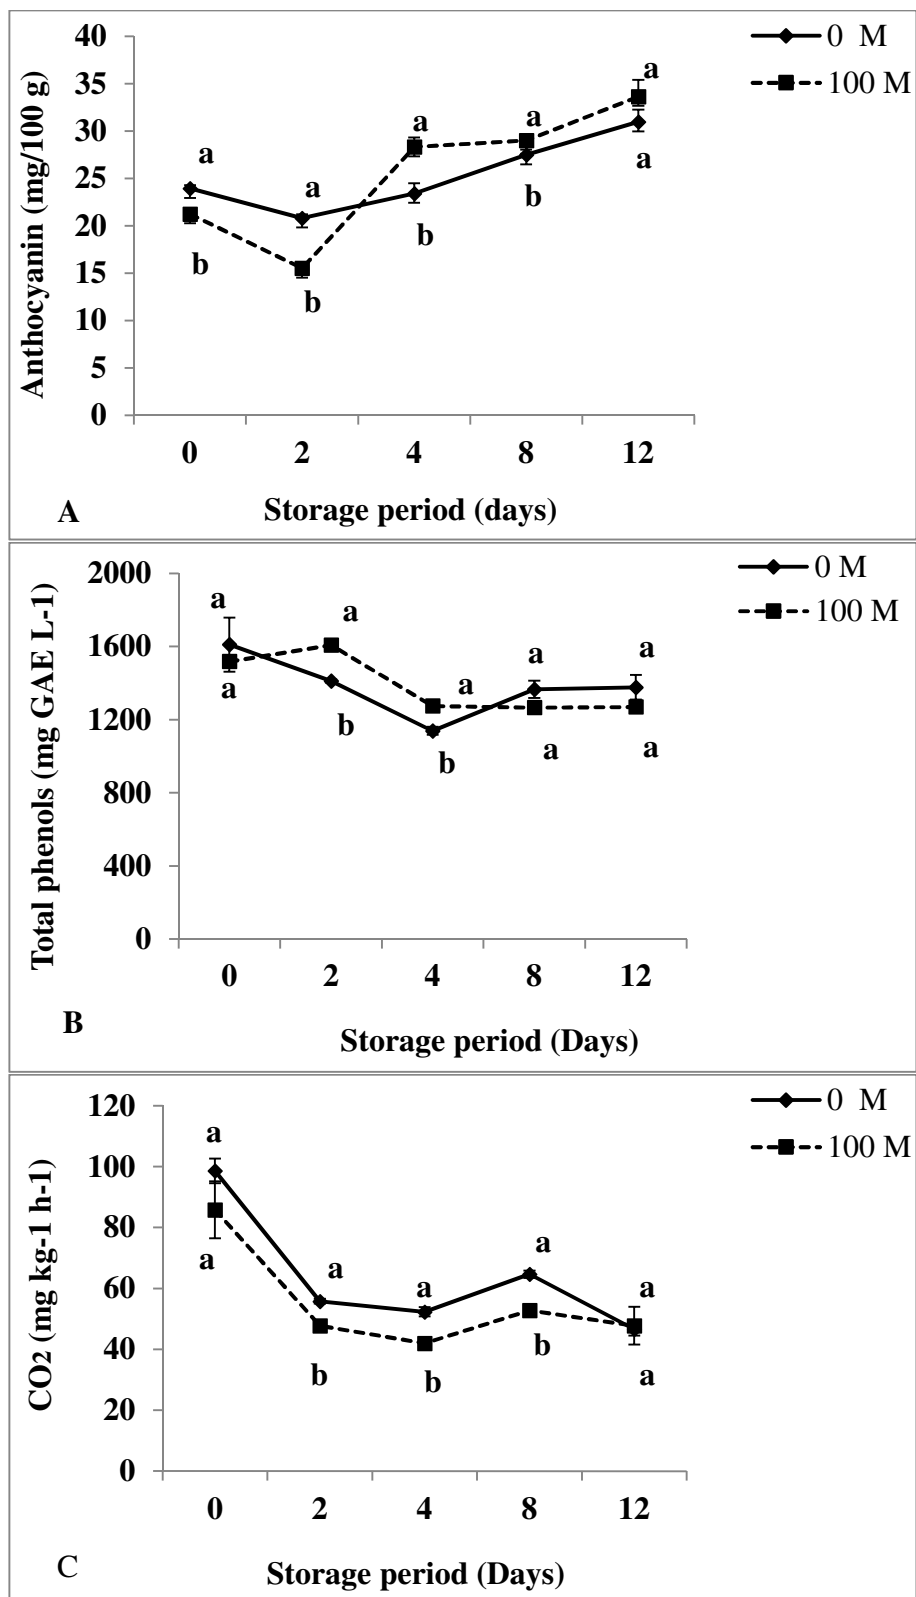 40
35
30
25
20
15
10
5
0
Anthocyanin (mg/100 g)
a
a
a
a
a
b
b
b
b
a
0 2 4 8 12
Storage period (days)
A
0 M
100 M
2000
1600
1200
800
400
0
Total phenols (mg GAE L-1)
a
a
a
a
a
a
b
b
a
a
0 2 4 8 12
Storage period (Days)
B
0 M
100 M
120
100
80
60
40
20
0
CO2 (mg kg-1 h-1)
a
a
a
a
a
a
b
b
b
a
0 2 4 8 12
Storage period (Days)
C
0 M
100 M